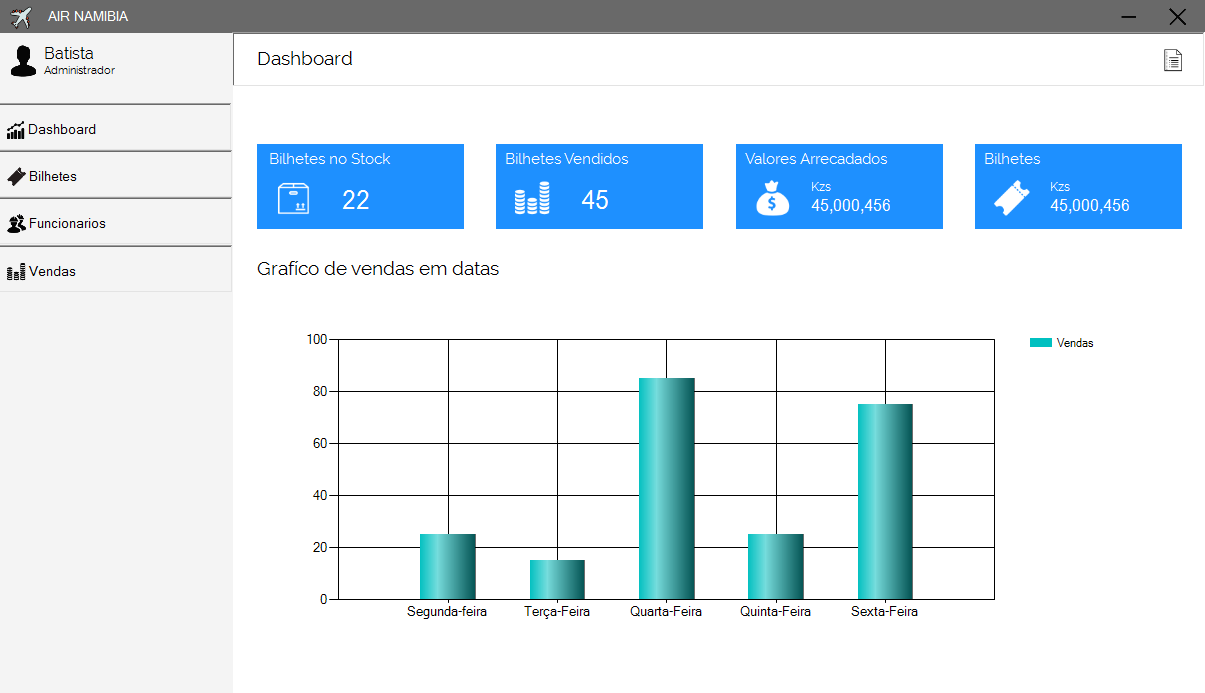 AIR NAMIBIA
Batista
Administrador
Dashboard
Bilhetes
Funcionarios
Vendas
Dashboard
Bilhetes no Stock
22
Bilhetes Vendidos
45
Valores Arrecadados
Kzs
45,000,456
Bilhetes
Kzs
45,000,456
Grafíco de vendas em datas
100
80
60
40
20
0
Segunda-feira Terça-Feira Quarta-Feira Quinta-Feira Sexta-Feira
Vendas